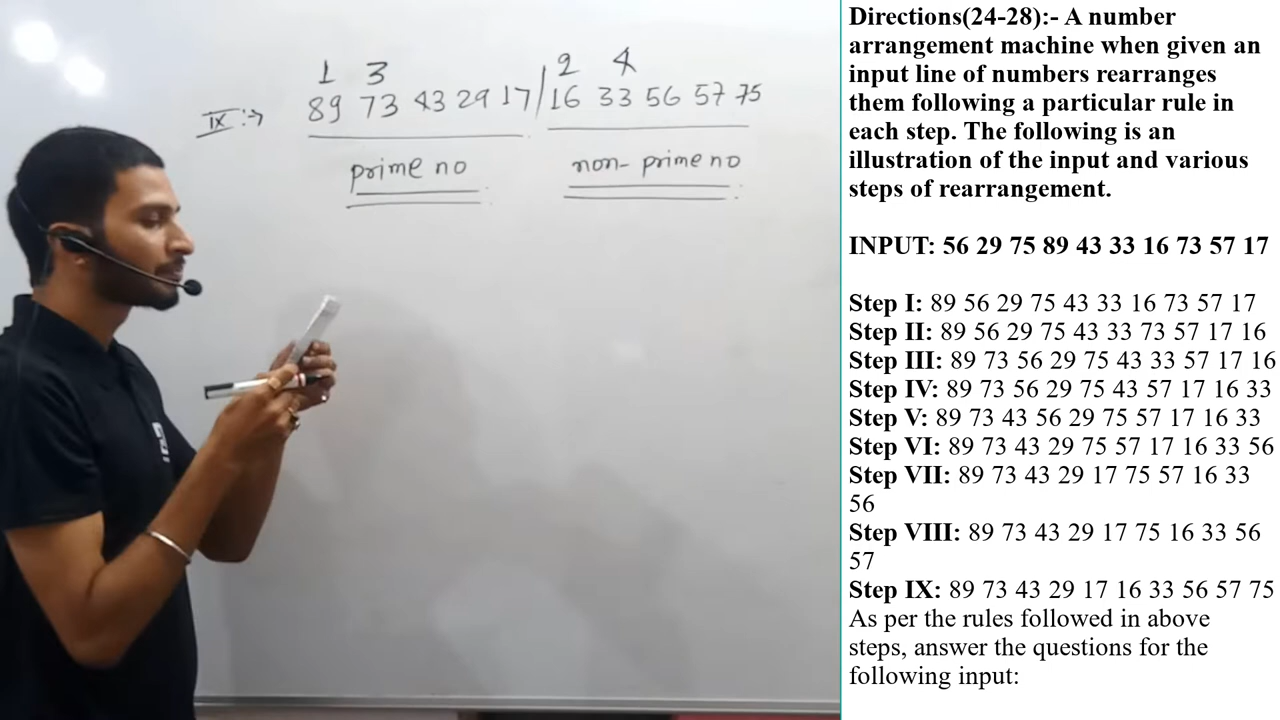 1 3 2 4
IX :→ 89 73 43 29 17 / 16 33 56 57 75
prime no non-prime no
Directions(24-28):- A number
arrangement machine when given an
input line of numbers rearranges
them following a particular rule in
each step. The following is an
illustration of the input and various
steps of rearrangement.
INPUT: 56 29 75 89 43 33 16 73 57 17
Step I: 89 56 29 75 43 33 16 73 57 17
Step II: 89 56 29 75 43 33 73 57 17 16
Step III: 89 73 56 29 75 43 33 57 17 16
Step IV: 89 73 56 29 75 43 57 17 16 33
Step V: 89 73 43 56 29 75 57 17 16 33
Step VI: 89 73 43 29 75 57 17 16 33 56
Step VII: 89 73 43 29 17 75 57 16 33
56
Step VIII: 89 73 43 29 17 75 16 33 56
57
Step IX: 89 73 43 29 17 16 33 56 57 75
As per the rules followed in above
steps, answer the questions for the
following input: